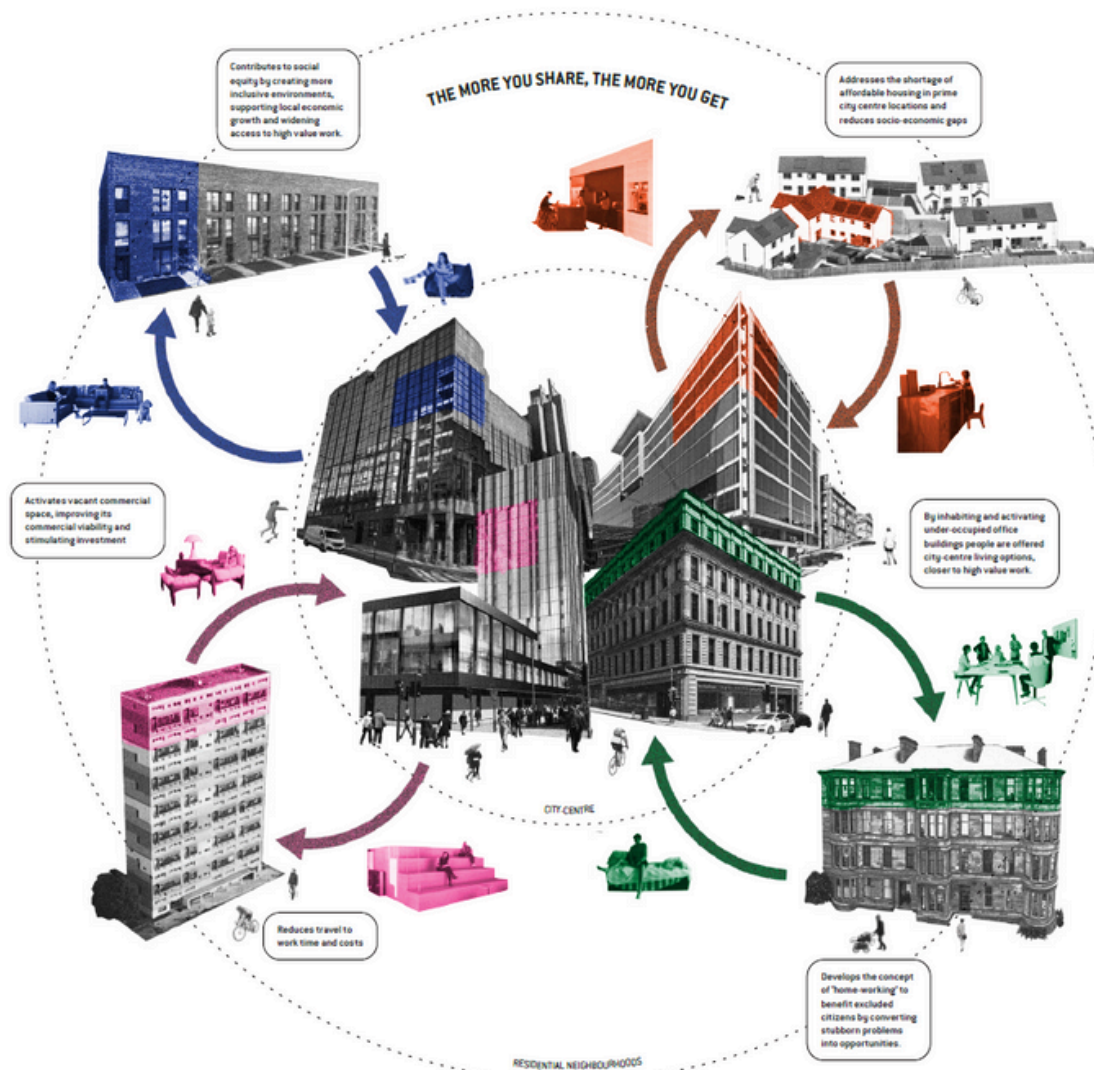 Contributes to social
equity by creating more
inclusive environments,
supporting local economic
growth and widening
access to high value work.
THE MORE YOU SHARE, THE MORE YOU GET
Addresses the shortage of
affordable housing in prime
city centre locations and
reduces socio-economic gaps
Activates vacant commercial
space, improving its
commercial viability and
stimulating investment
By inhabiting and activating
under-occupied office
buildings people are offered
city-centre living options,
closer to high value work.
CITY-CENTRE
Reduces travel to
work time and costs
Develops the concept
of 'home-working' to
benefit excluded
citizens by converting
stubborn problems
into opportunities.
RESIDENTIAL NEIGHBOURHOODS